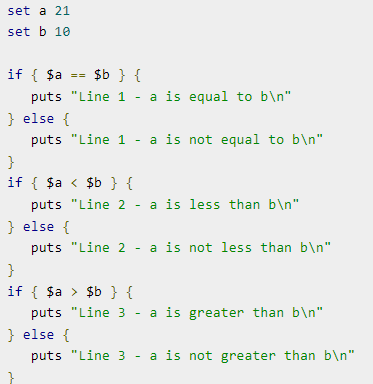 set a 21
set b 10

if { $a == $b } {
   puts "Line 1 - a is equal to b\n"
} else {
   puts "Line 1 - a is not equal to b\n"
}
if { $a < $b } {
   puts "Line 2 - a is less than b\n"
} else {
   puts "Line 2 - a is not less than b\n"
}
if { $a > $b } {
   puts "Line 3 - a is greater than b\n"
} else {
   puts "Line 3 - a is not greater than b\n"
}